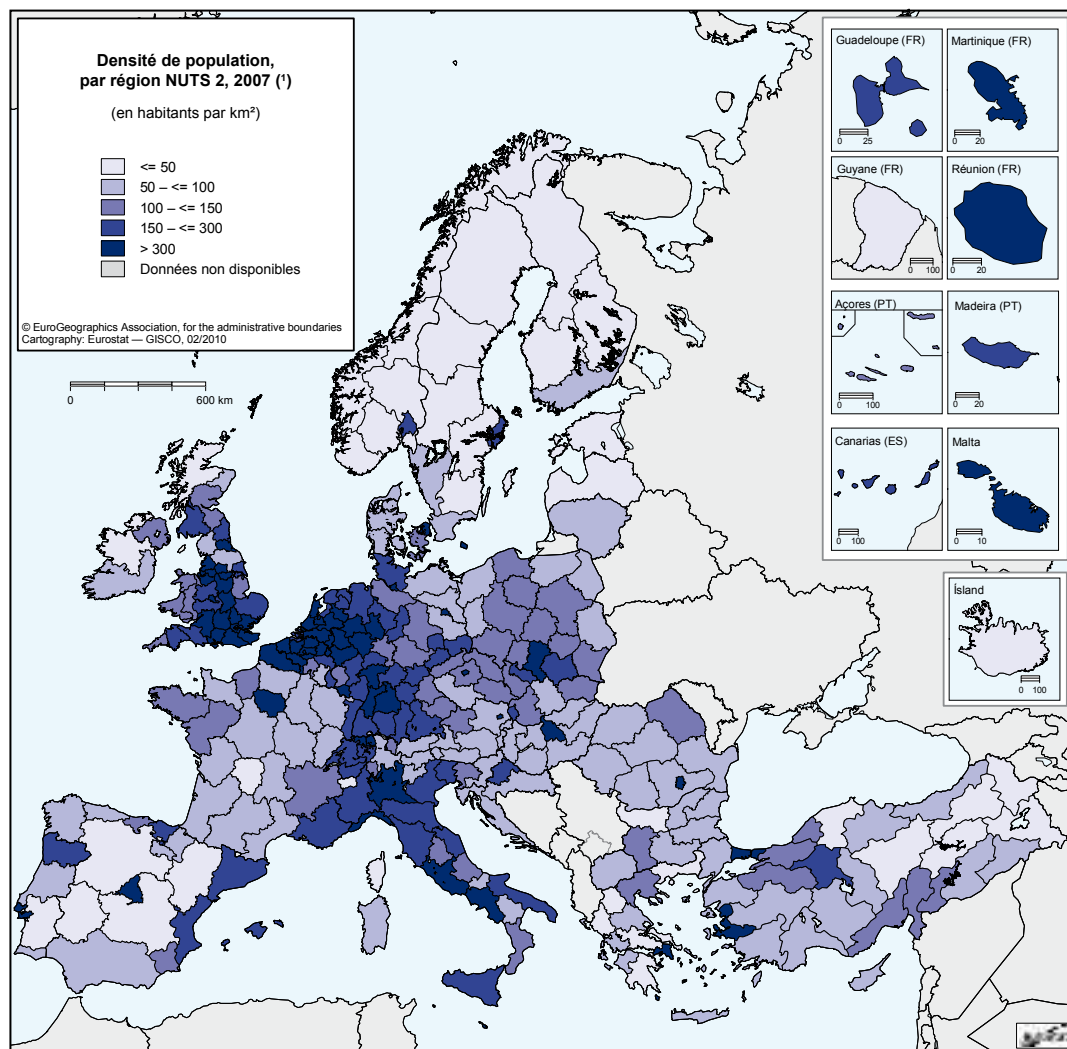 Densité de population,
par région NUTS 2, 2007 (¹)
(en habitants par km²)
<= 50
50 – <= 100
100 – <= 150
150 – <= 300
> 300
Données non disponibles
© EuroGeographics Association, for the administrative boundaries
Cartography: Eurostat — GISCO, 02/2010
0 600 km
Guadeloupe (FR)
0 25
Martinique (FR)
0 20
Guyane (FR)
0 100
Réunion (FR)
0 20
Açores (PT)
0 100
Madeira (PT)
0 20
Canarias (ES)
0 100
Malta
0 10
Ísland
0 100